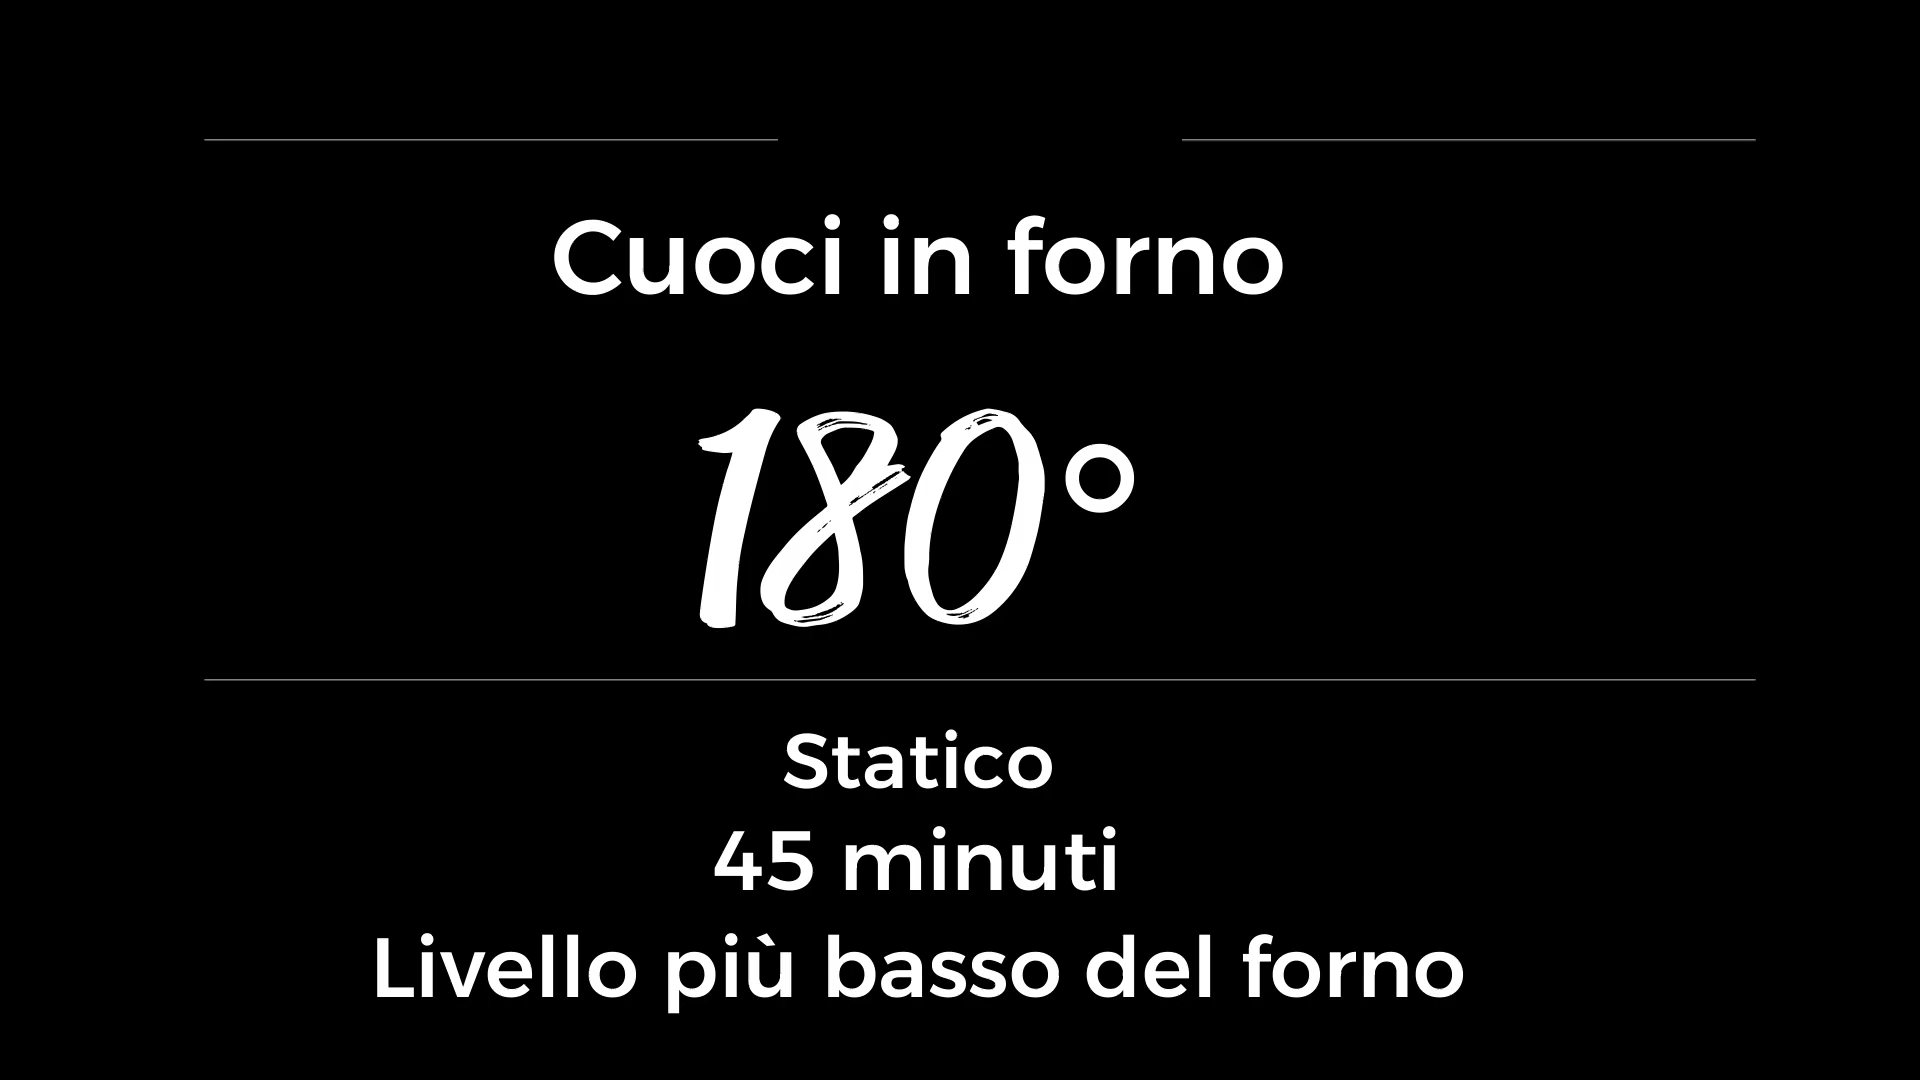 Cuoci in forno
180°
Statico
45 minuti
Livello più basso del forno